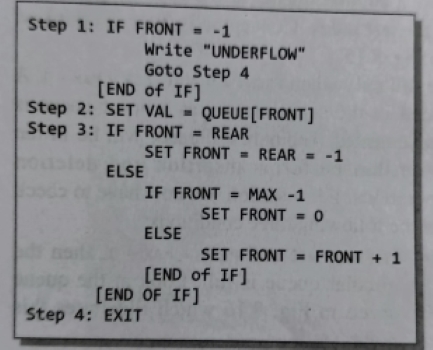 Step 1: IF FRONT = -1
Write "UNDERFLOW"
Goto Step 4
[END of IF]
Step 2: SET VAL = QUEUE[FRONT]
Step 3: IF FRONT = REAR
SET FRONT = REAR = -1
ELSE
IF FRONT = MAX -1
SET FRONT = 0
ELSE
SET FRONT = FRONT + 1
[END of IF]
[END OF IF]
Step 4: EXIT